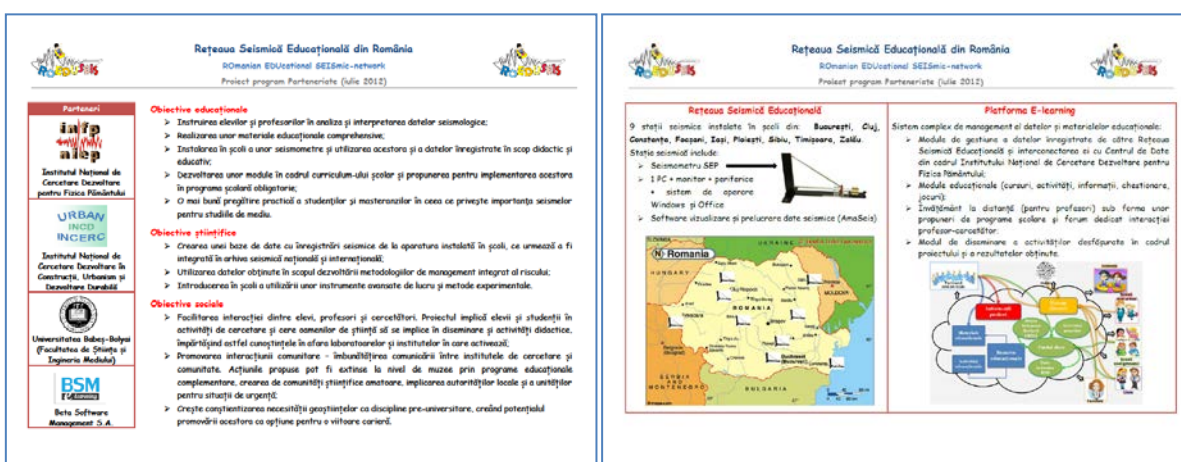 Rețeaua Seismică Educațională din România
ROmanian EDUcational SEISmic-network
Proiect program Parteneriate (iulie 2012)
Parteneri
infp
niep
Institutul Național de
Cercetare Dezvoltare
pentru Fizica Pământului
URBAN
INCD
INCERC
Institutul Național de
Cercetare Dezvoltare în
Construcții, Urbanism și
Dezvoltare Durabilă
Universitatea Babeș-Bolyai
(Facultatea de Știința și
Ingineria Mediului)
BSM
Beta Software
Management S.A.
Obiective educaționale
➢ Instruirea elevilor și profesorilor în analiza și interpretarea datelor seismologice;
➢ Realizarea unor materiale educaționale comprehensive;
➢ Instalarea în școli a unor seismometre și utilizarea acestora și a datelor înregistrate în scop didactic și
educativ;
➢ Dezvoltarea unor module în cadrul curriculum-ului școlar și propunerea pentru implementarea acestora
în programa școlară obligatorie;
➢ O mai bună pregătire practică a studenților și masteranzilor în ceea ce privește importanța seismelor
pentru studiile de mediu.
Obiective științifice
➢ Crearea unei baze de date cu înregistrări seismice de la aparatura instalată în școli, ce urmează a fi
integrată în arhiva seismică națională și internațională;
➢ Utilizarea datelor obținute în scopul dezvoltării metodologiilor de management integrat al riscului;
➢ Introducerea în școli a utilizării unor instrumente avansate de lucru și metode experimentale.
Obiective sociale
➢ Facilitarea interacției dintre elevi, profesori și cercetători. Proiectul implică elevii și studenții în
activități de cercetare și cere oamenilor de știință să se implice în diseminare și activități didactice,
împărtășind astfel cunoștințele în afara laboratoarelor și institutelor în care activează;
➢ Promovarea interacțiunii comunitare - îmbunătățirea comunicării între institutele de cercetare și
comunitate. Acțiunile propuse pot fi extinse la nivel de muzee prin programe educaționale
complementare, crearea de comunități științifice amatoare, implicarea autorităților locale și a unităților
pentru situații de urgență;
➢ Crește conștientizarea necesității geoștiințelor ca discipline pre-universitare, creând potențialul
promovării acestora ca opțiune pentru o viitoare carieră.
Rețeaua Seismică Educațională din România
ROmanian EDUcational SEISmic-network
Proiect program Parteneriate (iulie 2012)
Rețeaua Seismică Educațională
9 stații seismice instalate în școli din: București, Cluj,
Constanța, Focșani, Iași, Ploiești, Sibiu, Timișoara, Zalău.
Stația seismică include:
➢ Seismometru SEP
➢ 1 PC + monitor + periferice
+ sistem de operare
Windows și Office
➢ Software vizualizare și prelucrare date seismice (AmaSeis)
UKRAINE
Romania
HUNGARY
MOLDOVA
ROMANIA
Bucharest
SERBIA
AND
MONTENEGRO
BULGARIA
Platforma E-learning
Sistem complex de management al datelor și materialelor educaționale:
➢ Module de gestiune a datelor înregistrate de către Rețeaua
Seismică Educațională și interconectarea ei cu Centrul de Date
din cadrul Institutului Național de Cercetare Dezvoltare pentru
Fizica Pământului;
➢ Module educaționale (cursuri, activități, informații, chestionare,
jocuri);
➢ Învățământ la distanță (pentru profesori) sub forma unor
propuneri de programe școlare și forum dedicat interacției
profesor-cercetător;
➢ Modul de diseminare a activităților desfășurate în cadrul
proiectului și a rezultatelor obținute.